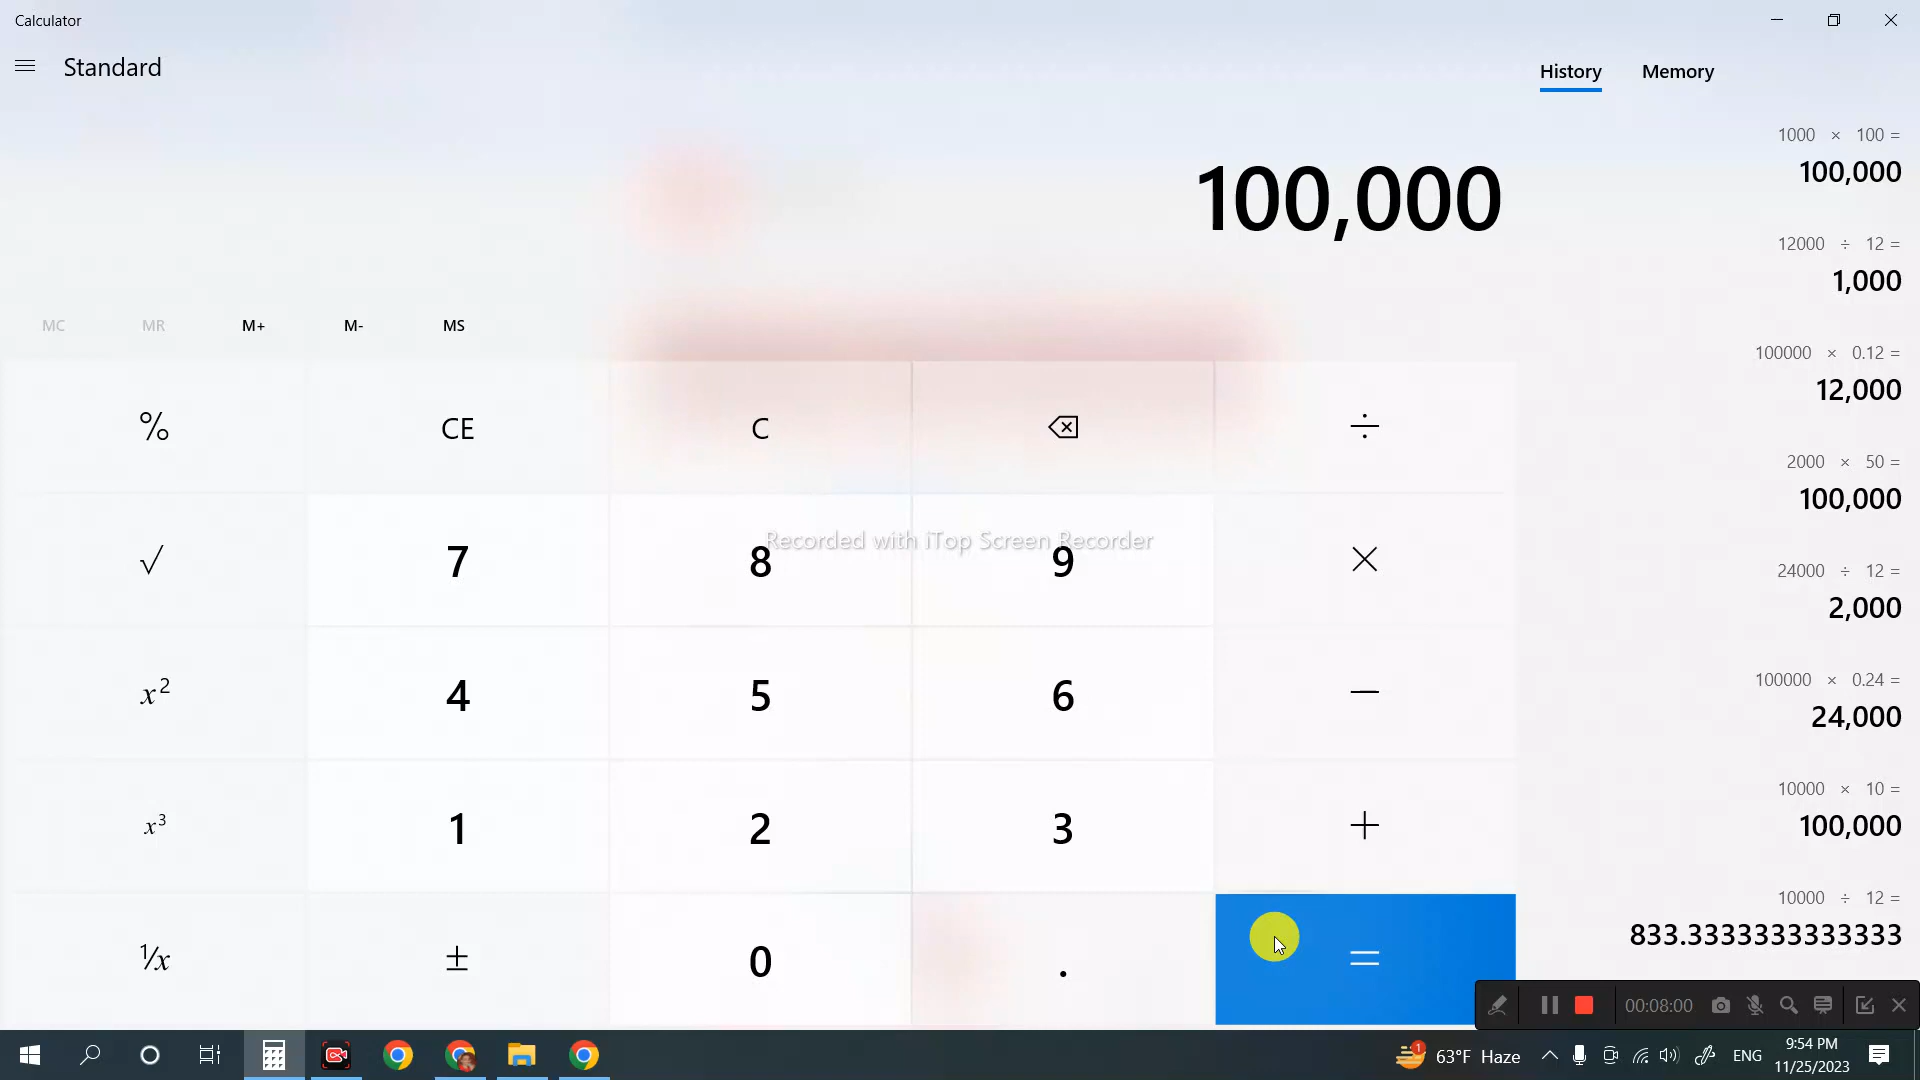 Calculator
Standard
History Memory
1000 × 100 =
100,000
100,000
12000 ÷ 12 =
1,000
MC MR M+ M- MS
100000 × 0.12 =
12,000
% CE C ÷
2000 × 50 =
100,000
Recorded with iTop Screen Recorder
√ 7 8 9 ×
24000 ÷ 12 =
2,000
x² 4 5 6 −
100000 × 0.24 =
24,000
10000 × 10 =
100,000
x³ 1 2 3 +
10000 ÷ 12 =
833.3333333333333
¹/x ± 0 . =
00:08:00
1
63°F Haze
ENG
9:54 PM
11/25/2023